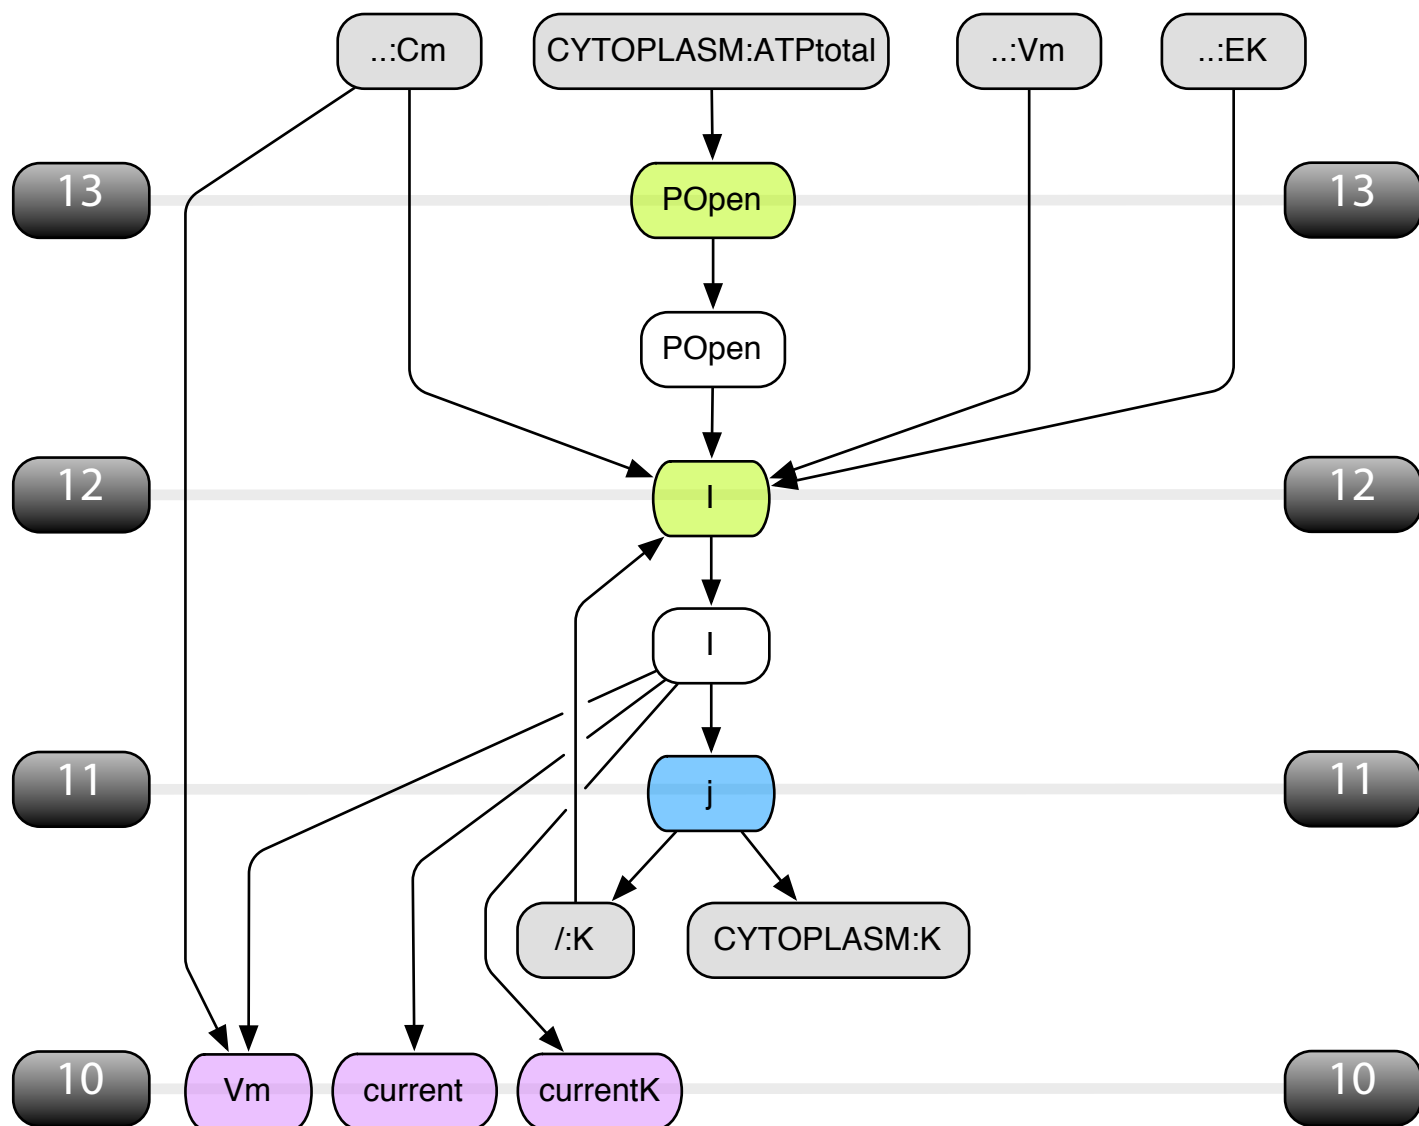 ..:Cm
CYTOPLASM:ATPtotal
..:Vm
..:EK
13
POpen
13
POpen
12
I
12
I
11
j
11
/:K
CYTOPLASM:K
10
Vm
current
currentK
10